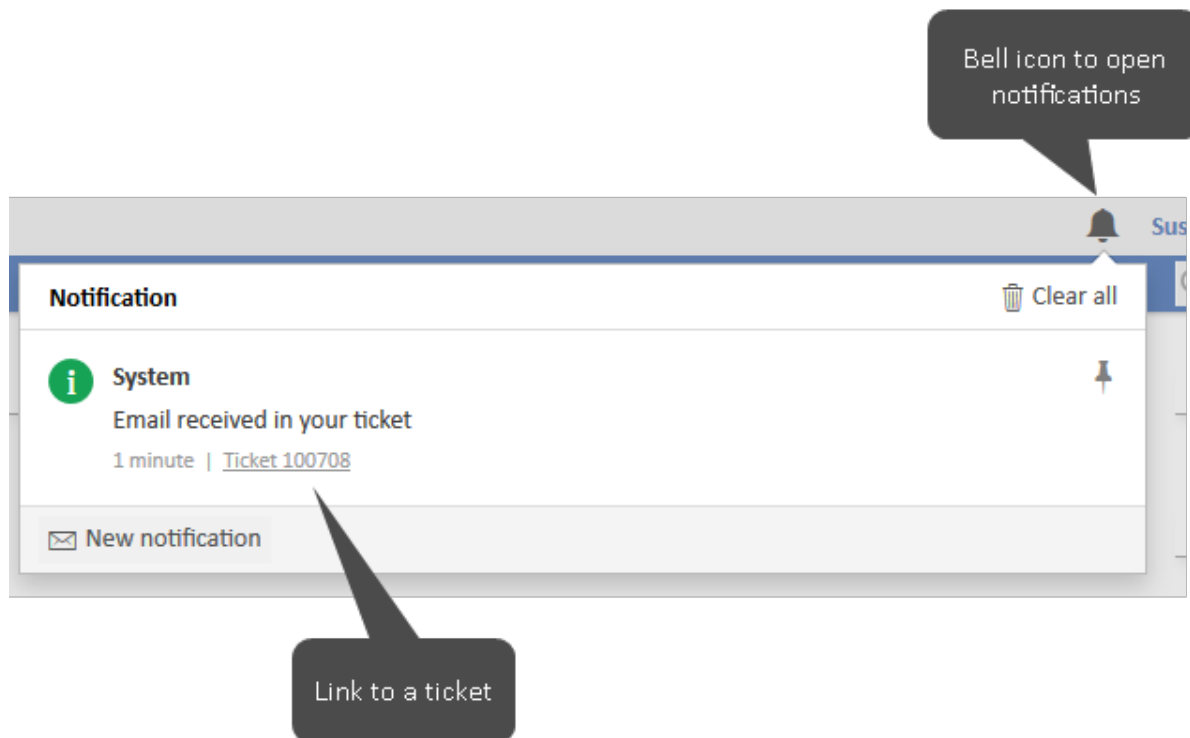 Bell icon to open
notifications
Sus
Notification
Clear all
System
Email received in your ticket
1 minute | Ticket 100708
New notification
Link to a ticket